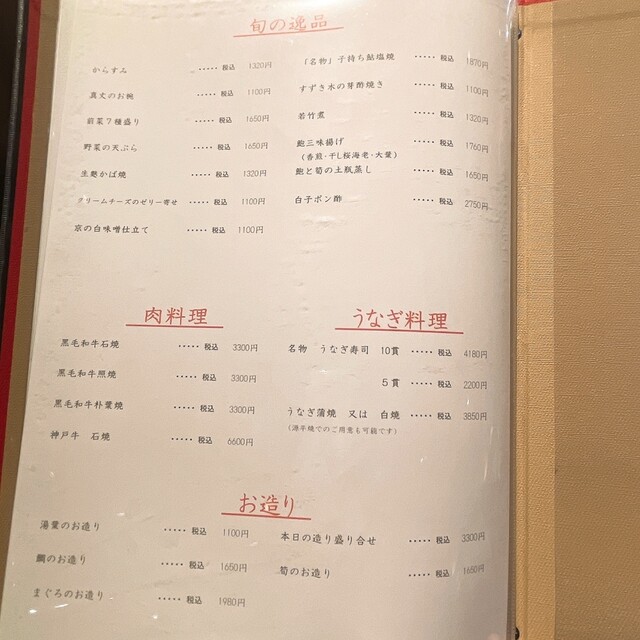 旬の逸品
からすみ ‥‥‥ 税込 1320円
真丈のお椀 ‥‥‥ 税込 1100円
前菜7種盛り ‥‥‥ 税込 1650円
野菜の天ぷら ‥‥‥ 税込 1650円
生麩かば焼 ‥‥‥ 税込 1320円
クリームチーズのゼリー寄せ ‥‥‥ 税込 1100円
京の白味噌仕立て ‥‥‥ 税込 1100円
「名物」子持ち鮎塩焼 ‥‥‥ 税込 1870円
すずき木の芽酢焼き ‥‥‥ 税込 1100円
若竹煮 ‥‥‥ 税込 1320円
鮑三味揚げ ‥‥‥ 税込 1760円
(香煎・干し桜海老・大葉)
鮑と筍の土瓶蒸し ‥‥‥ 税込 1650円
白子ポン酢 ‥‥‥ 税込 2750円
肉料理
黒毛和牛石焼 ‥‥‥ 税込 3300円
黒毛和牛照焼 ‥‥‥ 税込 3300円
黒毛和牛朴葉焼 ‥‥‥ 税込 3300円
神戸牛 石焼 ‥‥‥ 税込 6600円
うなぎ料理
名物 うなぎ寿司 10貫 ‥‥‥ 税込 4180円
5貫 ‥‥‥ 税込 2200円
うなぎ蒲焼 又は 白焼 ‥‥‥ 税込 3850円
(源平焼でのご用意も可能です)
お造り
湯葉のお造り ‥‥‥ 税込 1100円
鯛のお造り ‥‥‥ 税込 1650円
まぐろのお造り ‥‥‥ 税込 1980円
本日の造り盛り合せ ‥‥‥ 税込 3300円
筍のお造り ‥‥‥ 税込 1650円